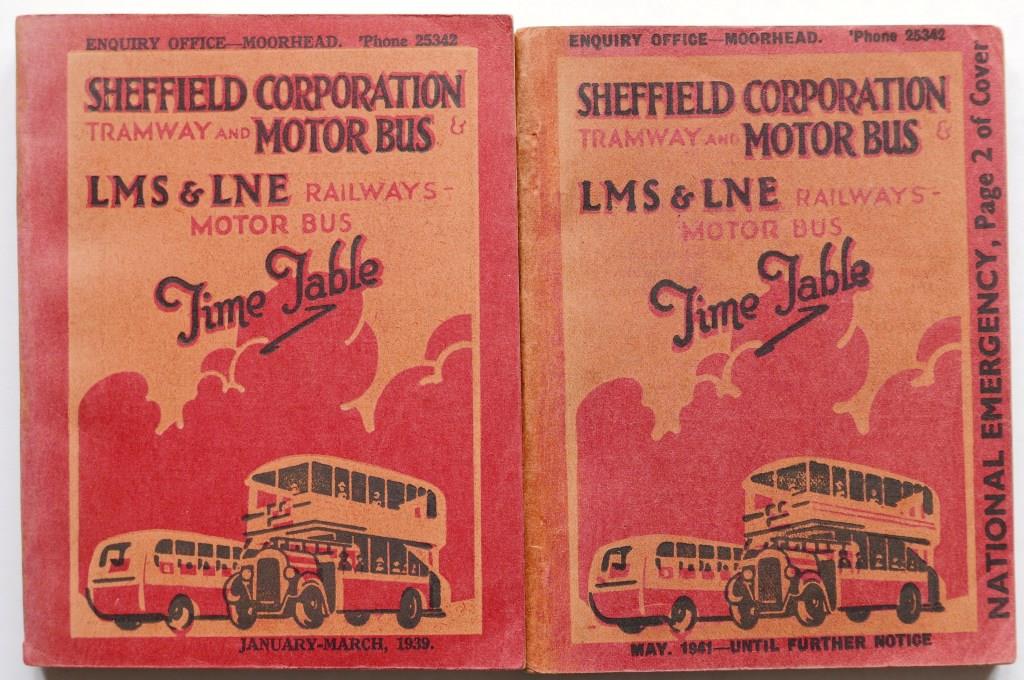 ENQUIRY OFFICE—MOORHEAD. 'Phone 25342
SHEFFIELD CORPORATION
TRAMWAY AND MOTOR BUS &
LMS & LNE RAILWAYS-
MOTOR BUS
Time Table
JANUARY-MARCH, 1939.
ENQUIRY OFFICE—MOORHEAD. 'Phone 25342
SHEFFIELD CORPORATION
TRAMWAY AND MOTOR BUS &
LMS & LNE RAILWAYS-
MOTOR BUS
Time Table
MAY. 1941—UNTIL FURTHER NOTICE
NATIONAL EMERGENCY, Page 2 of Cover